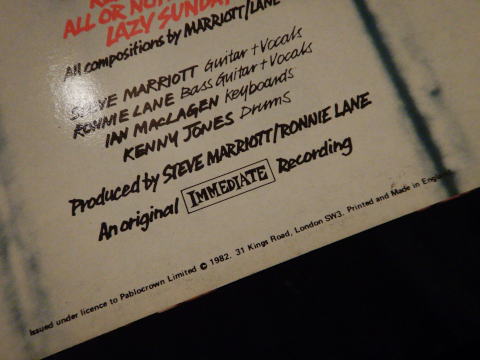 ALL OR NOT
LAZY SUNDA
All compositions by MARRIOTT/LANE
STEVE MARRIOTT Guitar + Vocals
RONNIE LANE Bass Guitar + Vocals
IAN MACLAGEN Keyboards
KENNY JONES Drums
Produced by STEVE MARRIOTT/RONNIE LANE
An original IMMEDIATE Recording
Issued under licence to Pablocrown Limited © 1982. 31 Kings Road, London SW3. Printed and Made in England